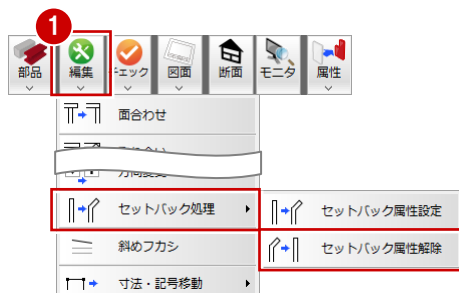 1
部品 編集 チェック 図面 断面 モニタ 属性
面合わせ
セットバック処理 セットバック属性設定
斜めフカシ セットバック属性解除
寸法・記号移動